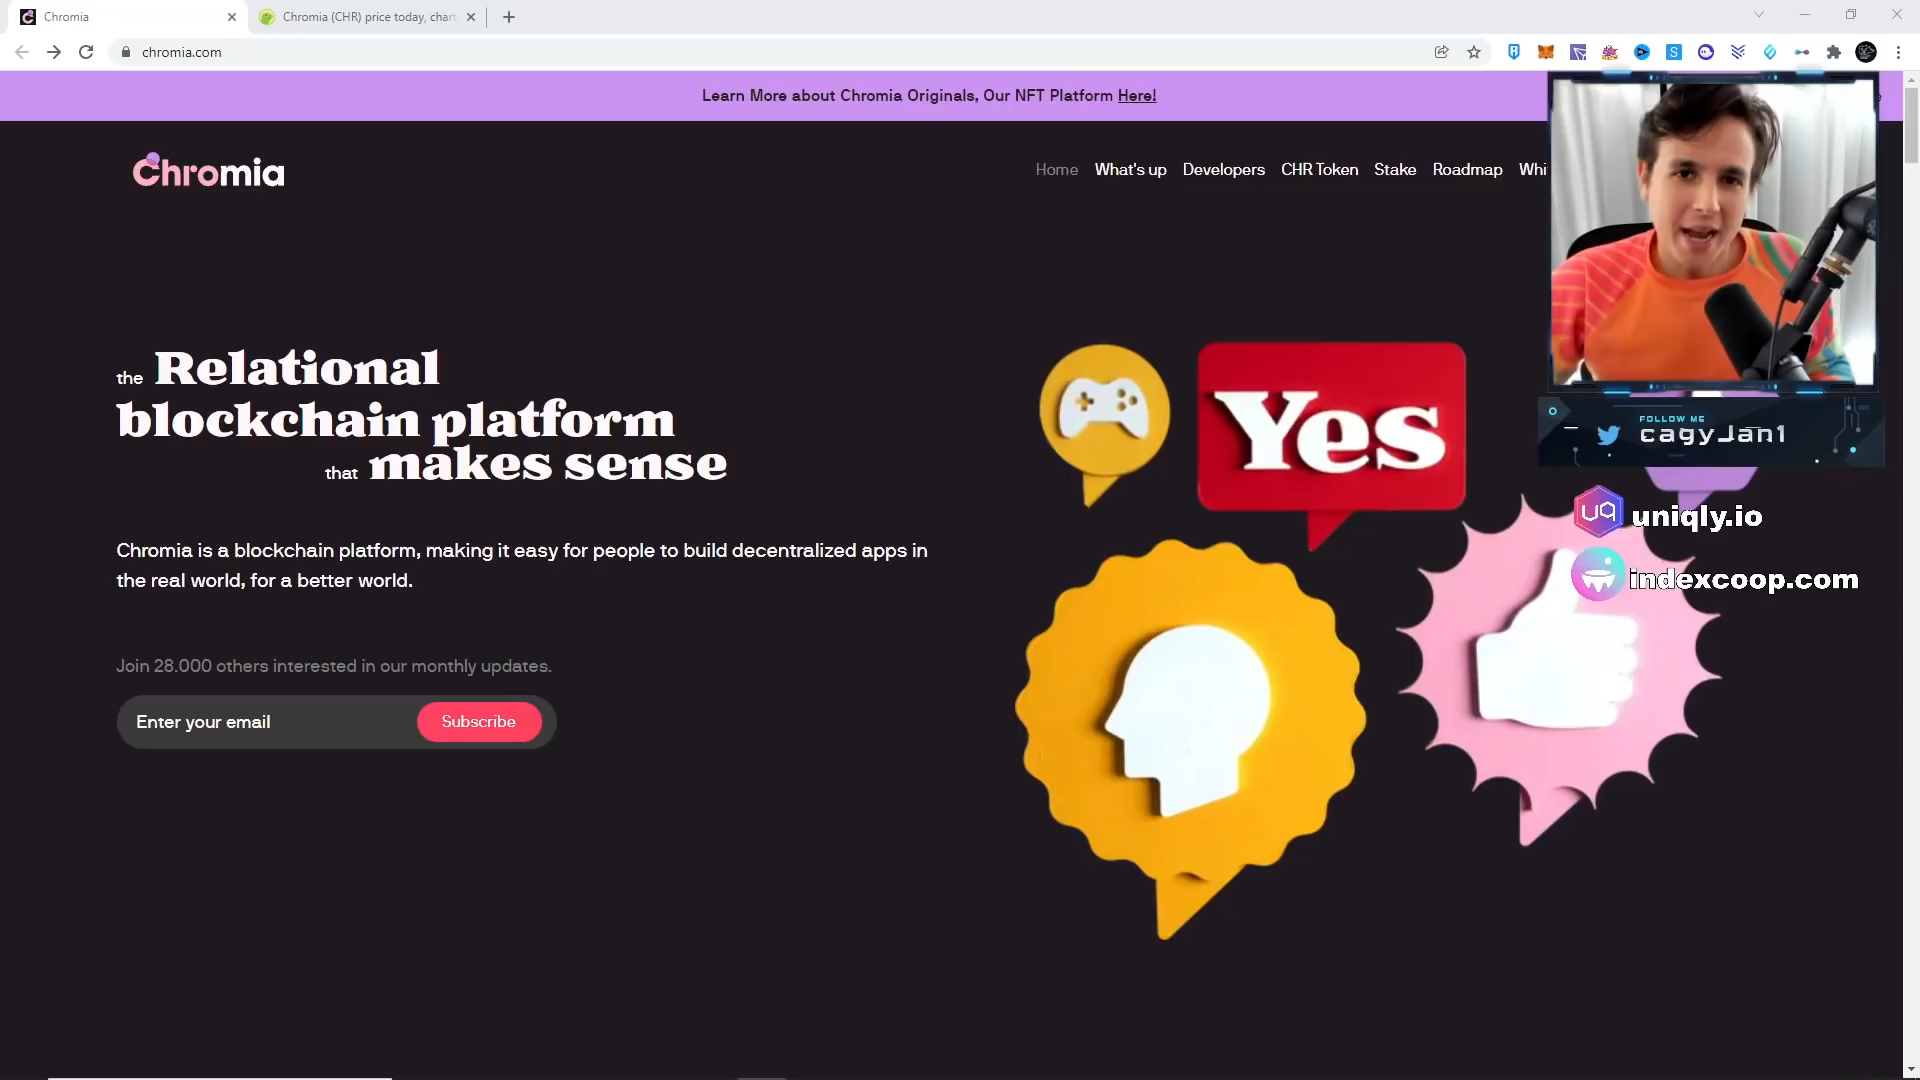 Chromia
Chromia (CHR) price today, chart
chromia.com
Learn More about Chromia Originals, Our NFT Platform Here!
Chromia
Home What's up Developers CHR Token Stake Roadmap Whi
the Relational
blockchain platform
that makes sense
Chromia is a blockchain platform, making it easy for people to build decentralized apps in
the real world, for a better world.
Join 28.000 others interested in our monthly updates.
Enter your email
Subscribe
Yes
FOLLOW ME
cagyJan1
uq
uniqly.io
indexcoop.com